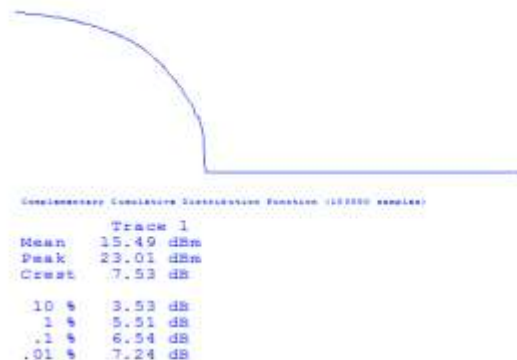 Complementary Cumulative Distribution Function (100000 samples)
Trace 1
Mean 15.49 dBm
Peak 23.01 dBm
Crest 7.53 dB
10 % 3.53 dB
1 % 5.51 dB
.1 % 6.54 dB
.01 % 7.24 dB